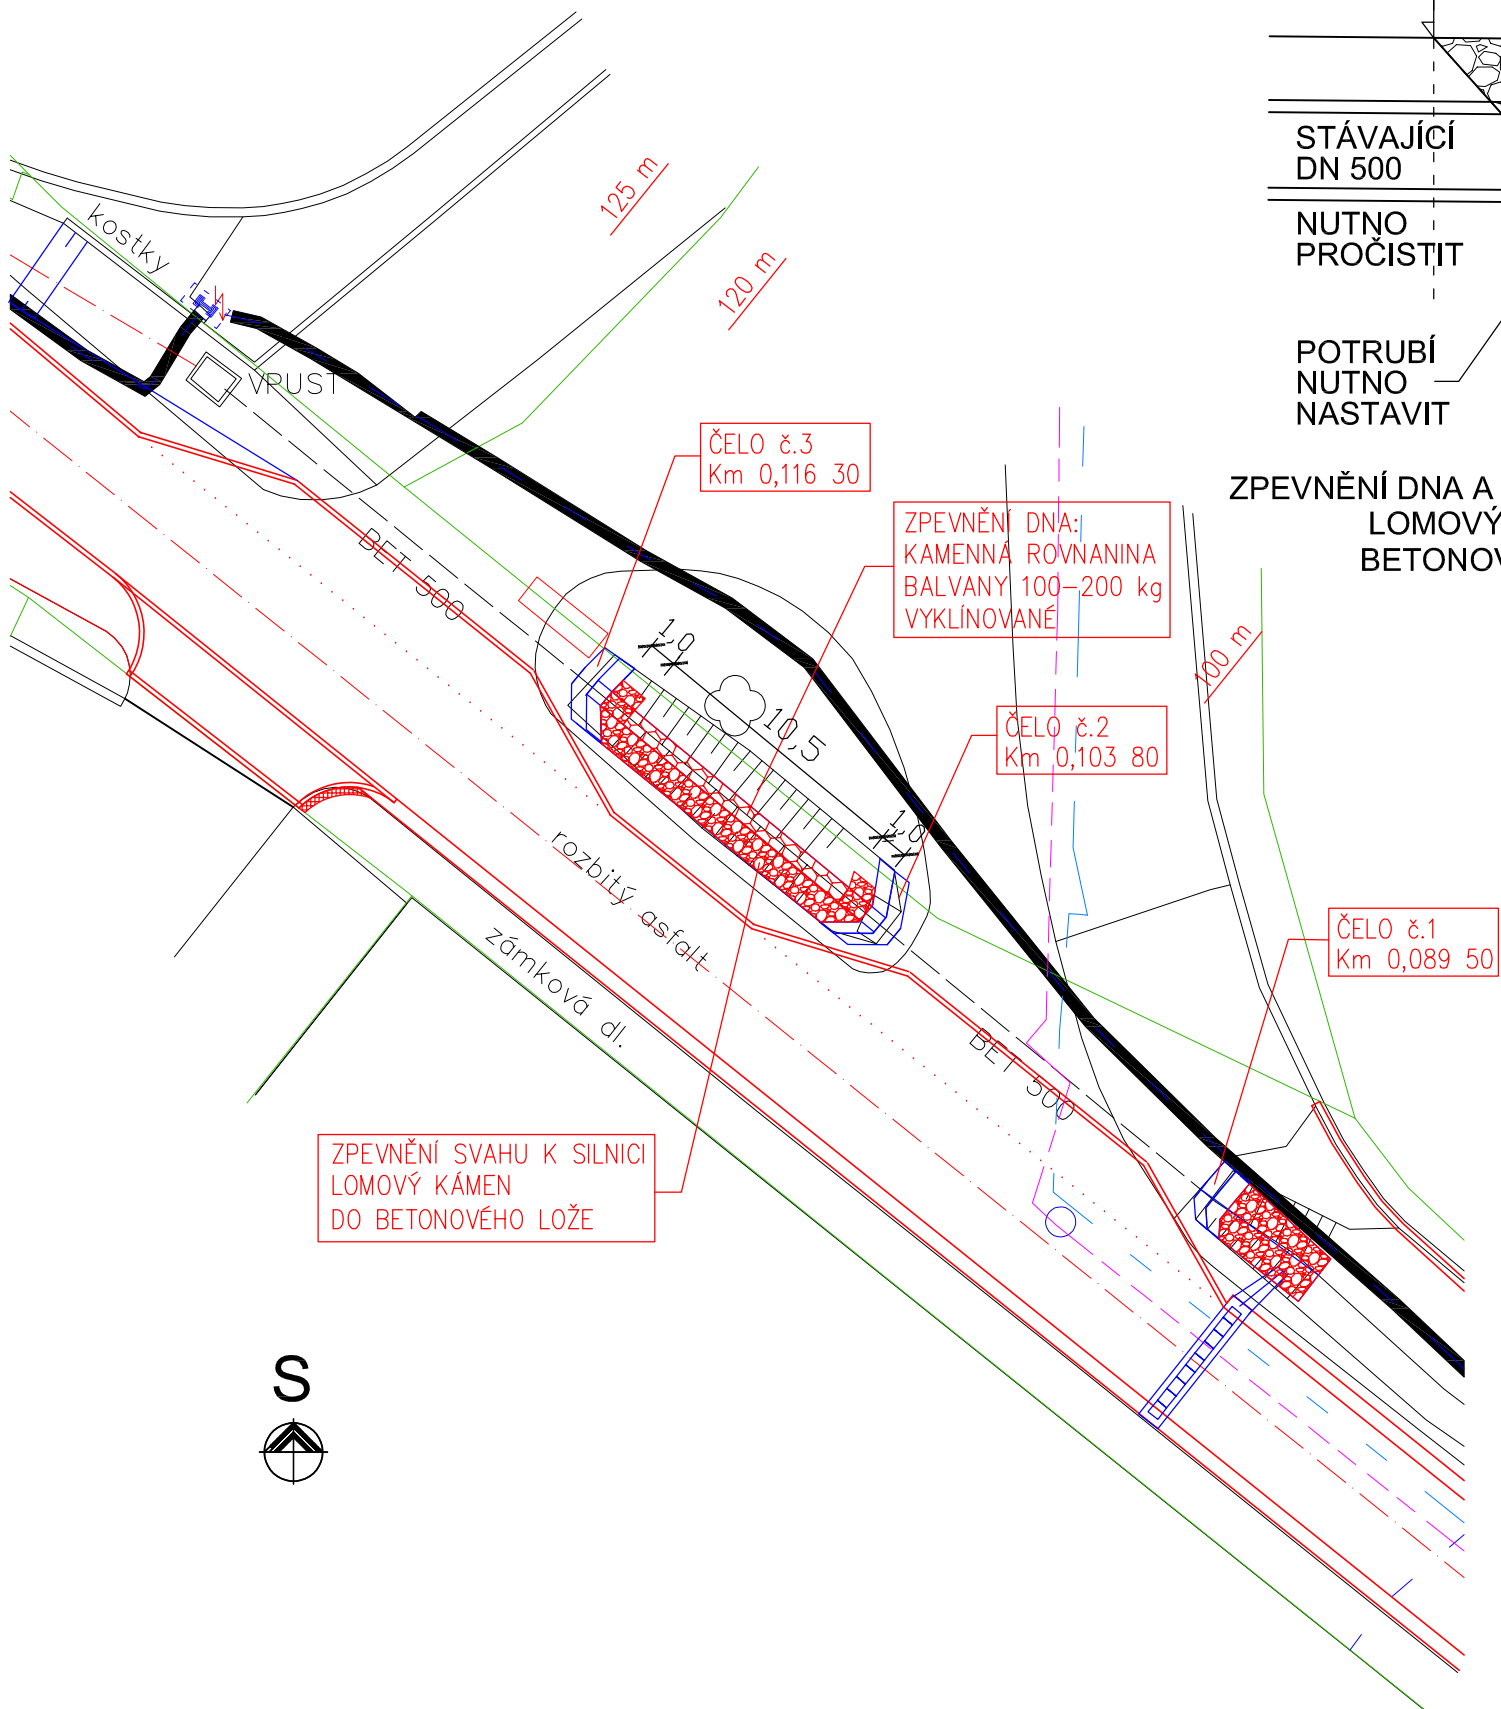 STÁVAJÍCÍ
DN 500
NUTNO
PROČISTIT
POTRUBÍ
NUTNO
NASTAVIT
ZPEVNĚNÍ DNA A
LOMOVÝ
BETONOV
125 m
120 m
kostky
VPUST
ČELO č.3
Km 0,116 30
BET 500
ZPEVNĚNÍ DNA:
KAMENNÁ ROVNANINA
BALVANY 100-200 kg
VYKLÍNOVANÉ
100 m
1,0
10,5
1,0
ČELO č.2
Km 0,103 80
rozbitý asfalt
zámková dl.
ČELO č.1
Km 0,089 50
BET 500
ZPEVNĚNÍ SVAHU K SILNICI
LOMOVÝ KÁMEN
DO BETONOVÉHO LOŽE
S